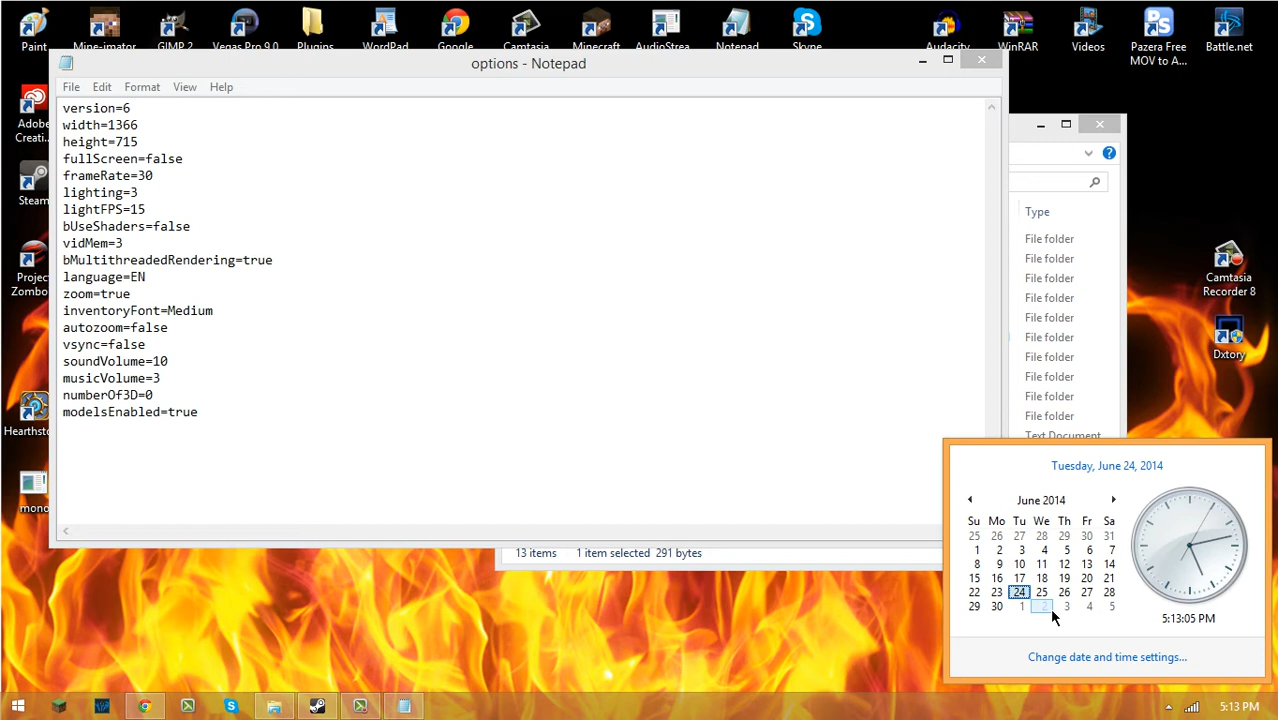 Paint
Mine-imator
GIMP 2
Vegas Pro 9.0
Plugins
WordPad
Google
Camtasia
Minecraft
AudioStrea
Notepad
Skype
Audacity
WinRAR
Videos
Pazera Free
MOV to A...
Battle.net
options - Notepad
File Edit Format View Help
version=6
width=1366
height=715
fullScreen=false
frameRate=30
lighting=3
lightFPS=15
bUseShaders=false
vidMem=3
bMultithreadedRendering=true
language=EN
zoom=true
inventoryFont=Medium
autozoom=false
vsync=false
soundVolume=10
musicVolume=3
numberOf3D=0
modelsEnabled=true
Adobe
Creati...
Steam
Project
Zombo
Hearthst
mono
Type
File folder
File folder
File folder
File folder
File folder
File folder
File folder
File folder
File folder
File folder
Text Document
13 items 1 item selected 291 bytes
Camtasia
Recorder 8
Dxtory
Tuesday, June 24, 2014
June 2014
Su Mo Tu We Th Fr Sa
25 26 27 28 29 30 31
1 2 3 4 5 6 7
8 9 10 11 12 13 14
15 16 17 18 19 20 21
22 23 24 25 26 27 28
29 30 1 2 3 4 5
5:13:05 PM
Change date and time settings...
5:13 PM